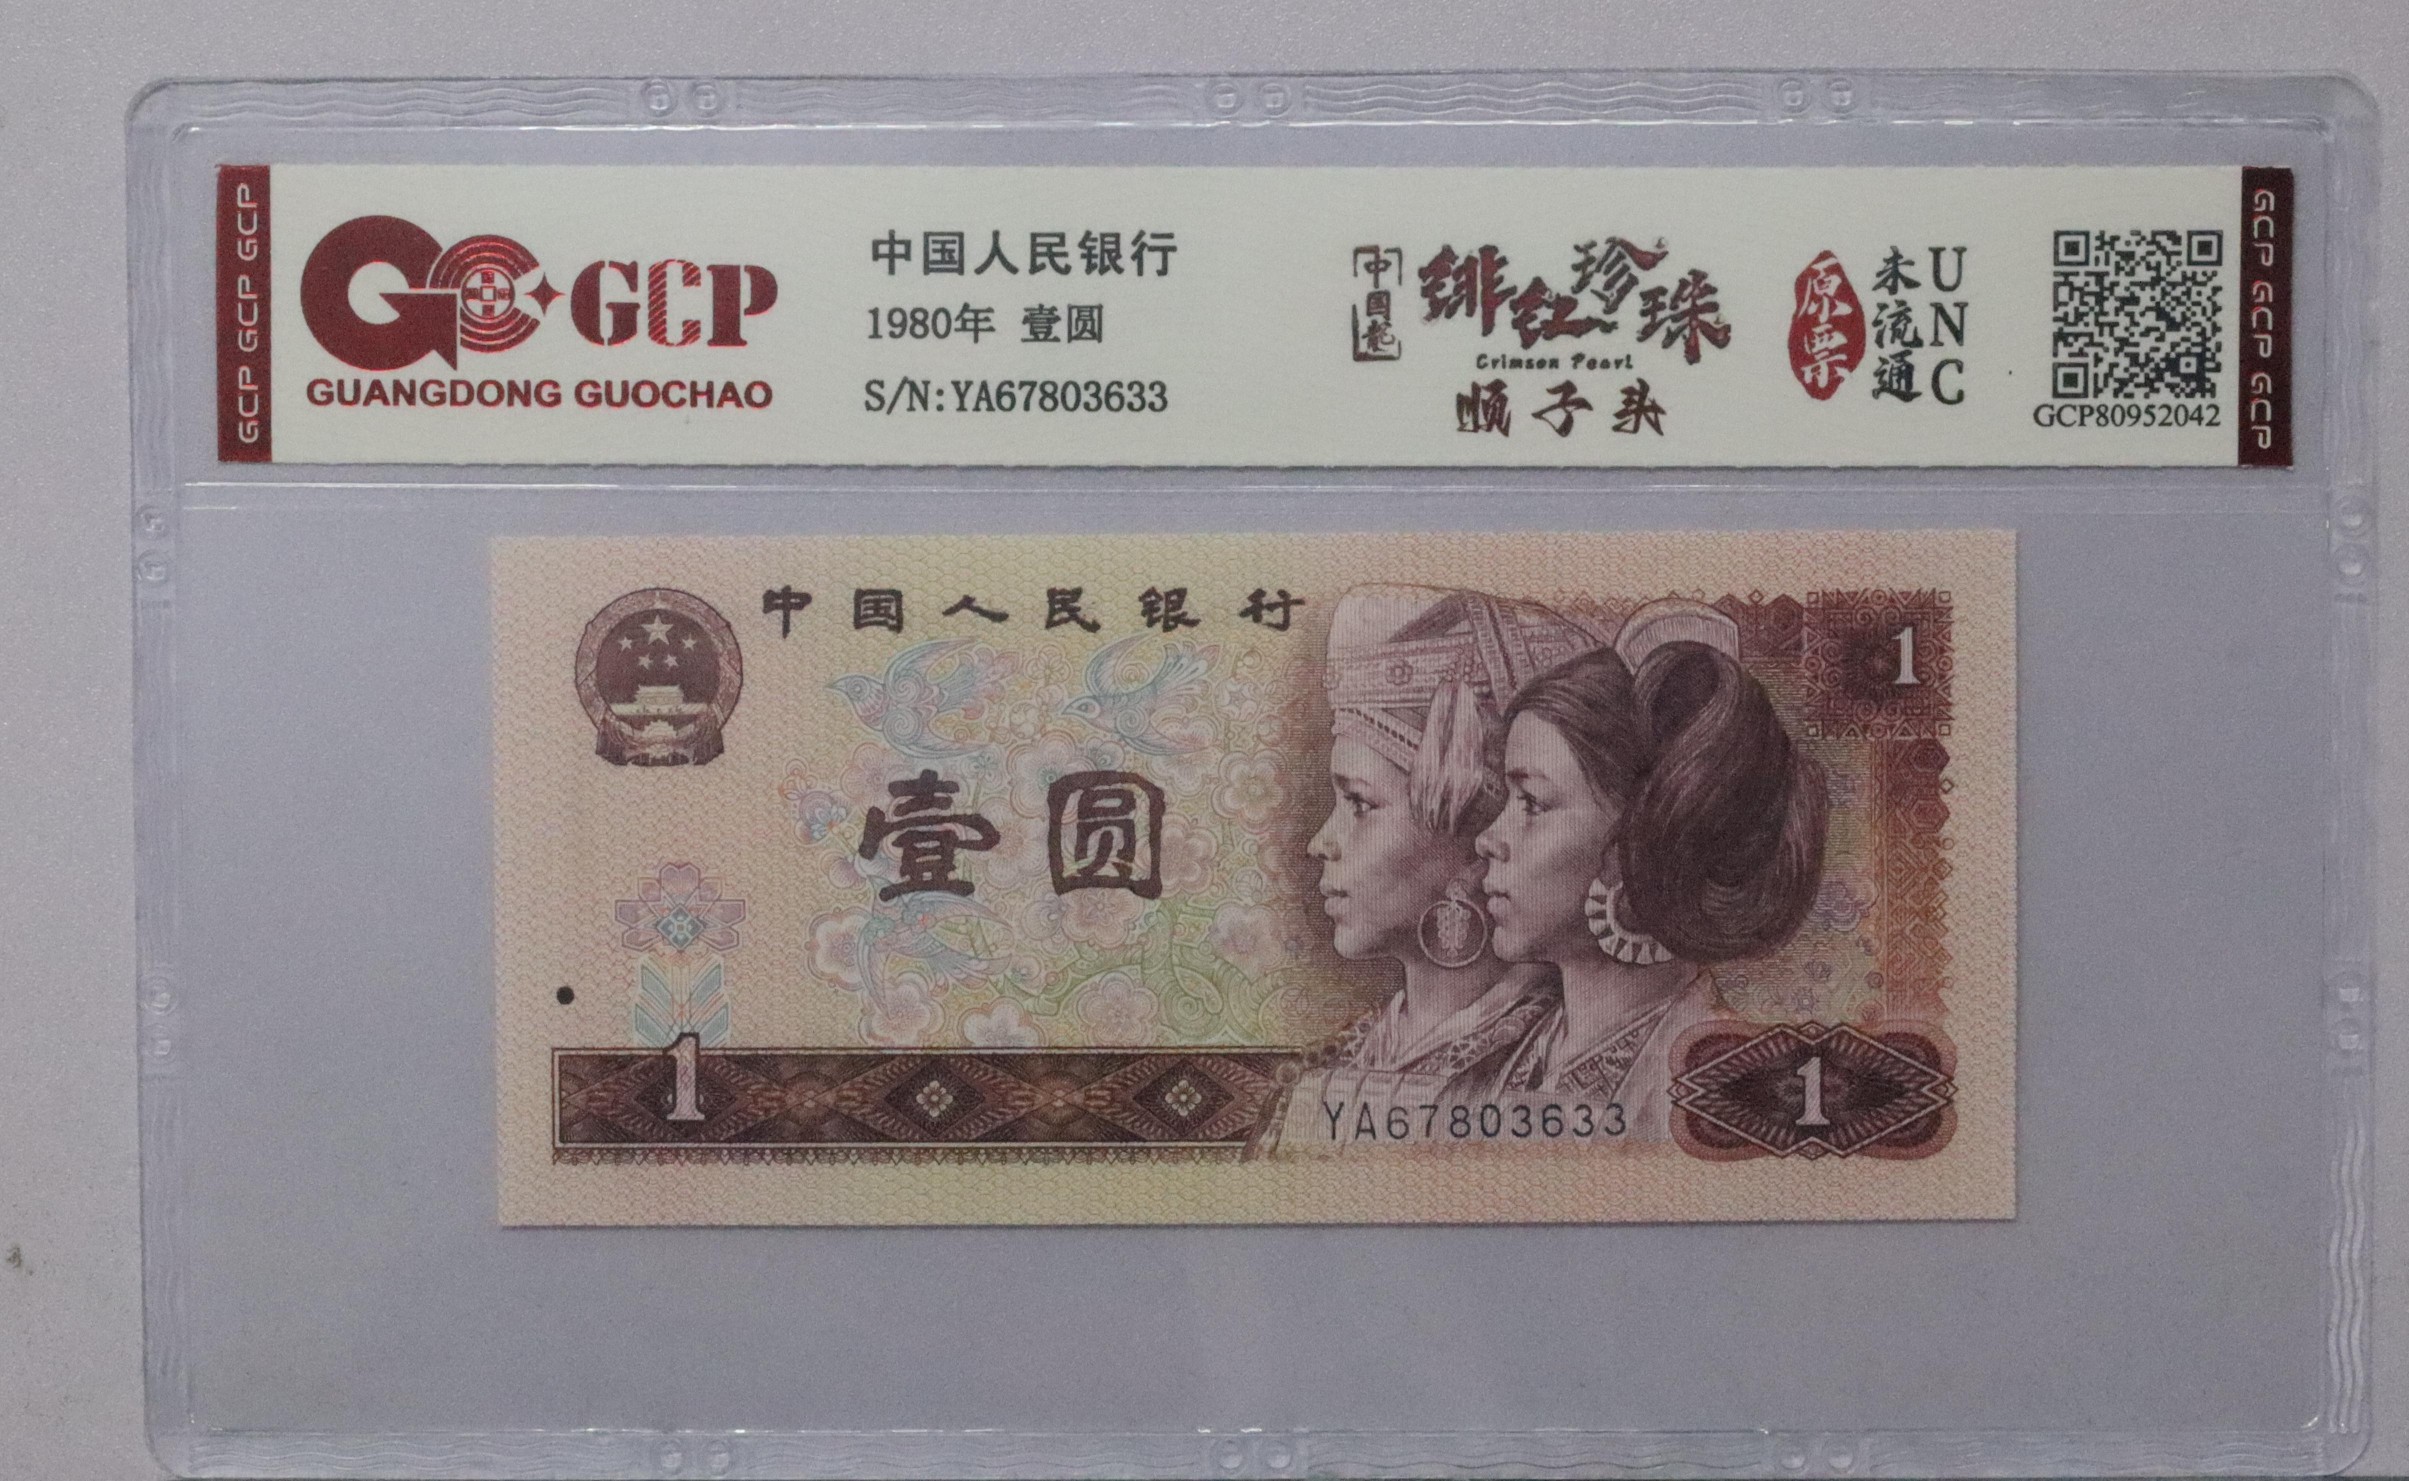 GCP GCP GCP
GCP
GUANGDONG GUOCHAO
中国人民银行
1980年 壹圆
S/N:YA67803633
中国龍
绯红珍珠
Crimson Pearl
顺子头
原票
未流通
UNC
GCP80952042
GCP GCP GCP
中国人民银行
1
壹圆
1
YA67803633
1